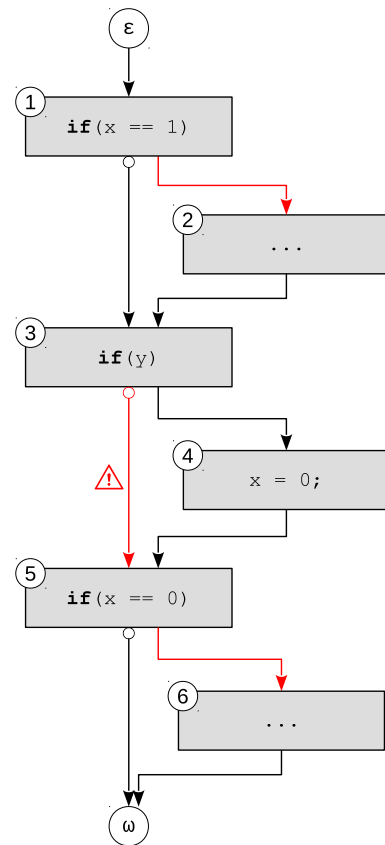 ε
1
if(x == 1)
2
...
3
if(y)
4
x = 0;
5
if(x == 0)
6
...
ω